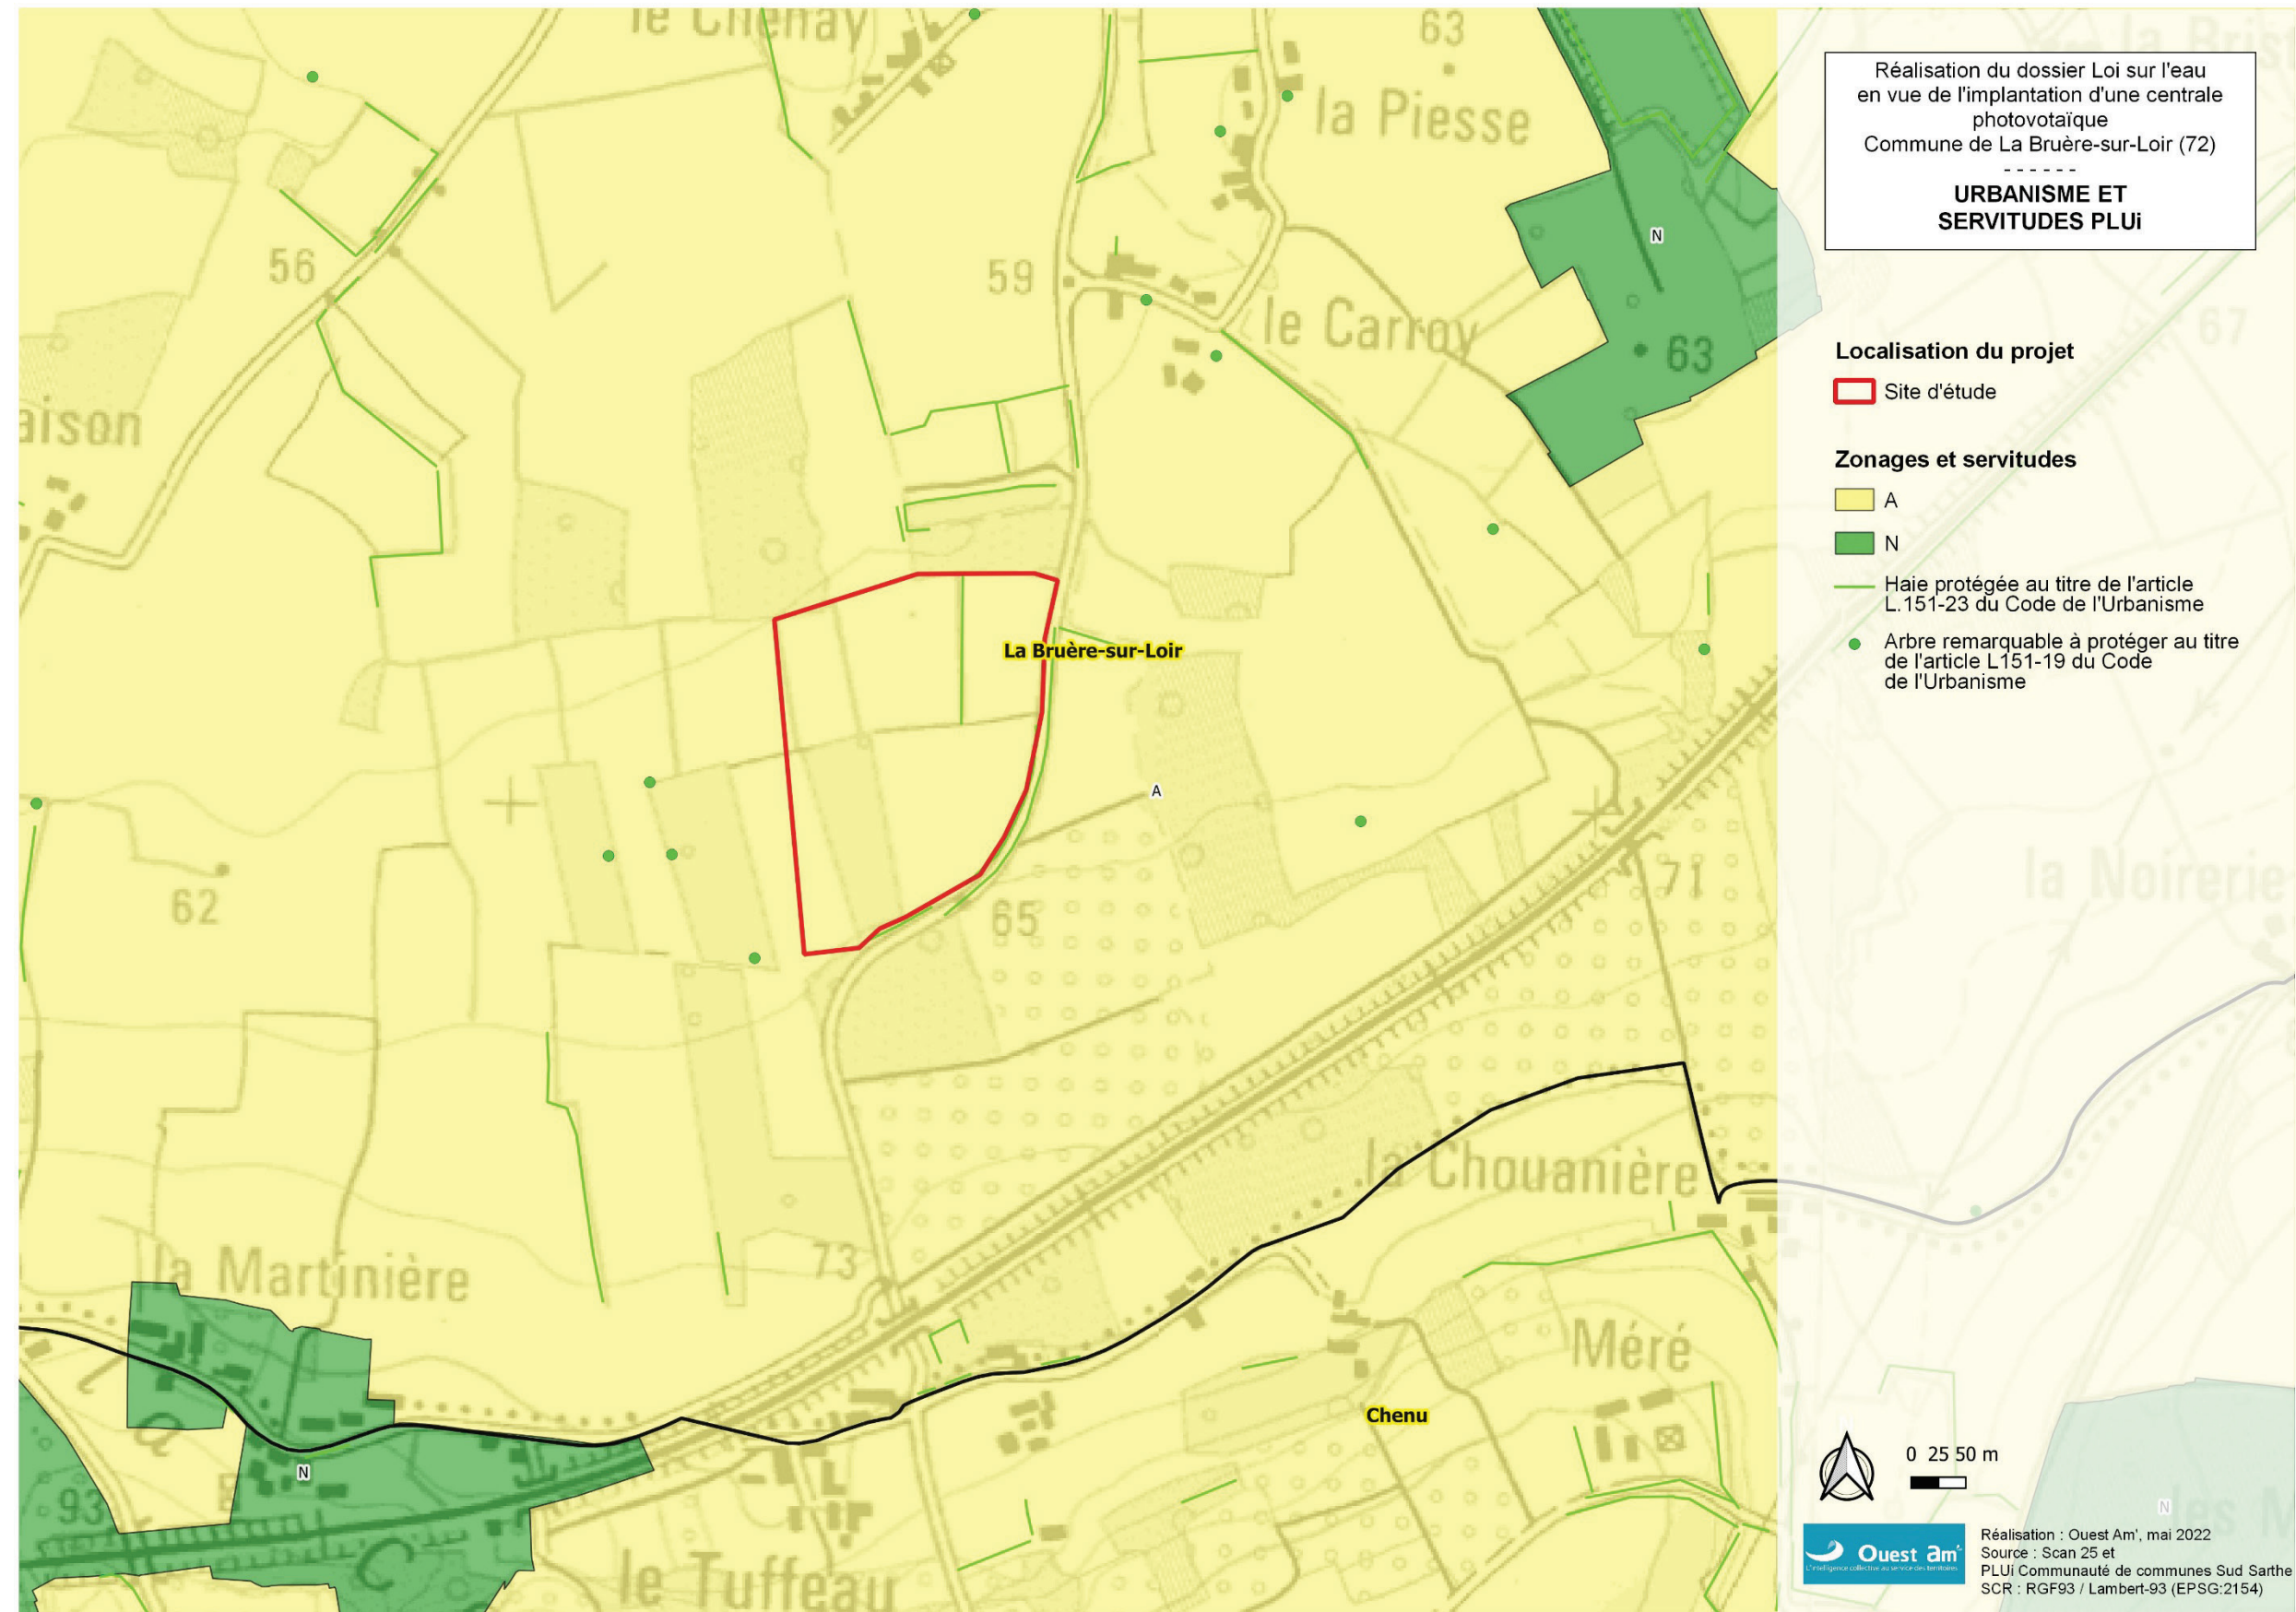 le Chenay
63
la Piesse
56
59
le Carroy
N
63
aison
La Bruère-sur-Loir
A
62
65
71
la Noirerie
67
la Chouanière
la Martinière
73
Méré
Chenu
N
93
C
le Tuffeau
N
Réalisation du dossier Loi sur l'eau
en vue de l'implantation d'une centrale
photovotaïque
Commune de La Bruère-sur-Loir (72)
- - - - - -
URBANISME ET
SERVITUDES PLUi
Localisation du projet
Site d'étude
Zonages et servitudes
A
N
Haie protégée au titre de l'article
L.151-23 du Code de l'Urbanisme
Arbre remarquable à protéger au titre
de l'article L151-19 du Code
de l'Urbanisme
0 25 50 m
Ouest am'
L'intelligence collective au service des territoires
Réalisation : Ouest Am', mai 2022
Source : Scan 25 et
PLUi Communauté de communes Sud Sarthe
SCR : RGF93 / Lambert-93 (EPSG:2154)